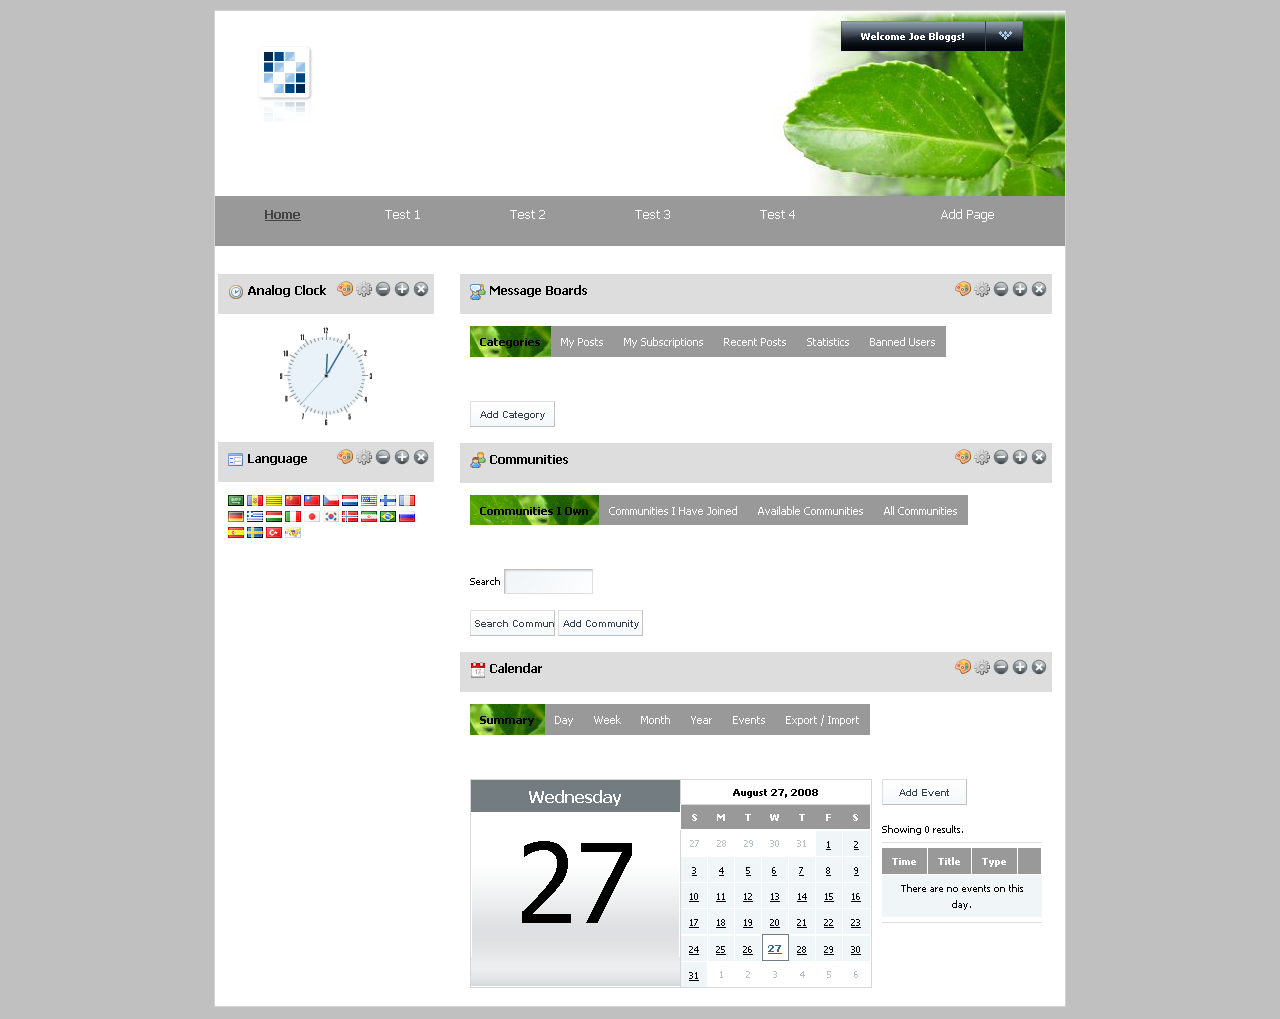 Welcome Joe Bloggs!
Home Test 1 Test 2 Test 3 Test 4 Add Page
Analog Clock
12
1
2
3
4
5
6
7
8
9
10
11
Language
Message Boards
Categories My Posts My Subscriptions Recent Posts Statistics Banned Users
Add Category
Communities
Communities I Own Communities I Have Joined Available Communities All Communities
Search
Search Commun Add Community
Calendar
Summary Day Week Month Year Events Export / Import
Wednesday
27
August 27, 2008
S M T W T F S
27 28 29 30 31 1 2
3 4 5 6 7 8 9
10 11 12 13 14 15 16
17 18 19 20 21 22 23
24 25 26 27 28 29 30
31 1 2 3 4 5 6
Add Event
Showing 0 results.
Time Title Type
There are no events on this
day.